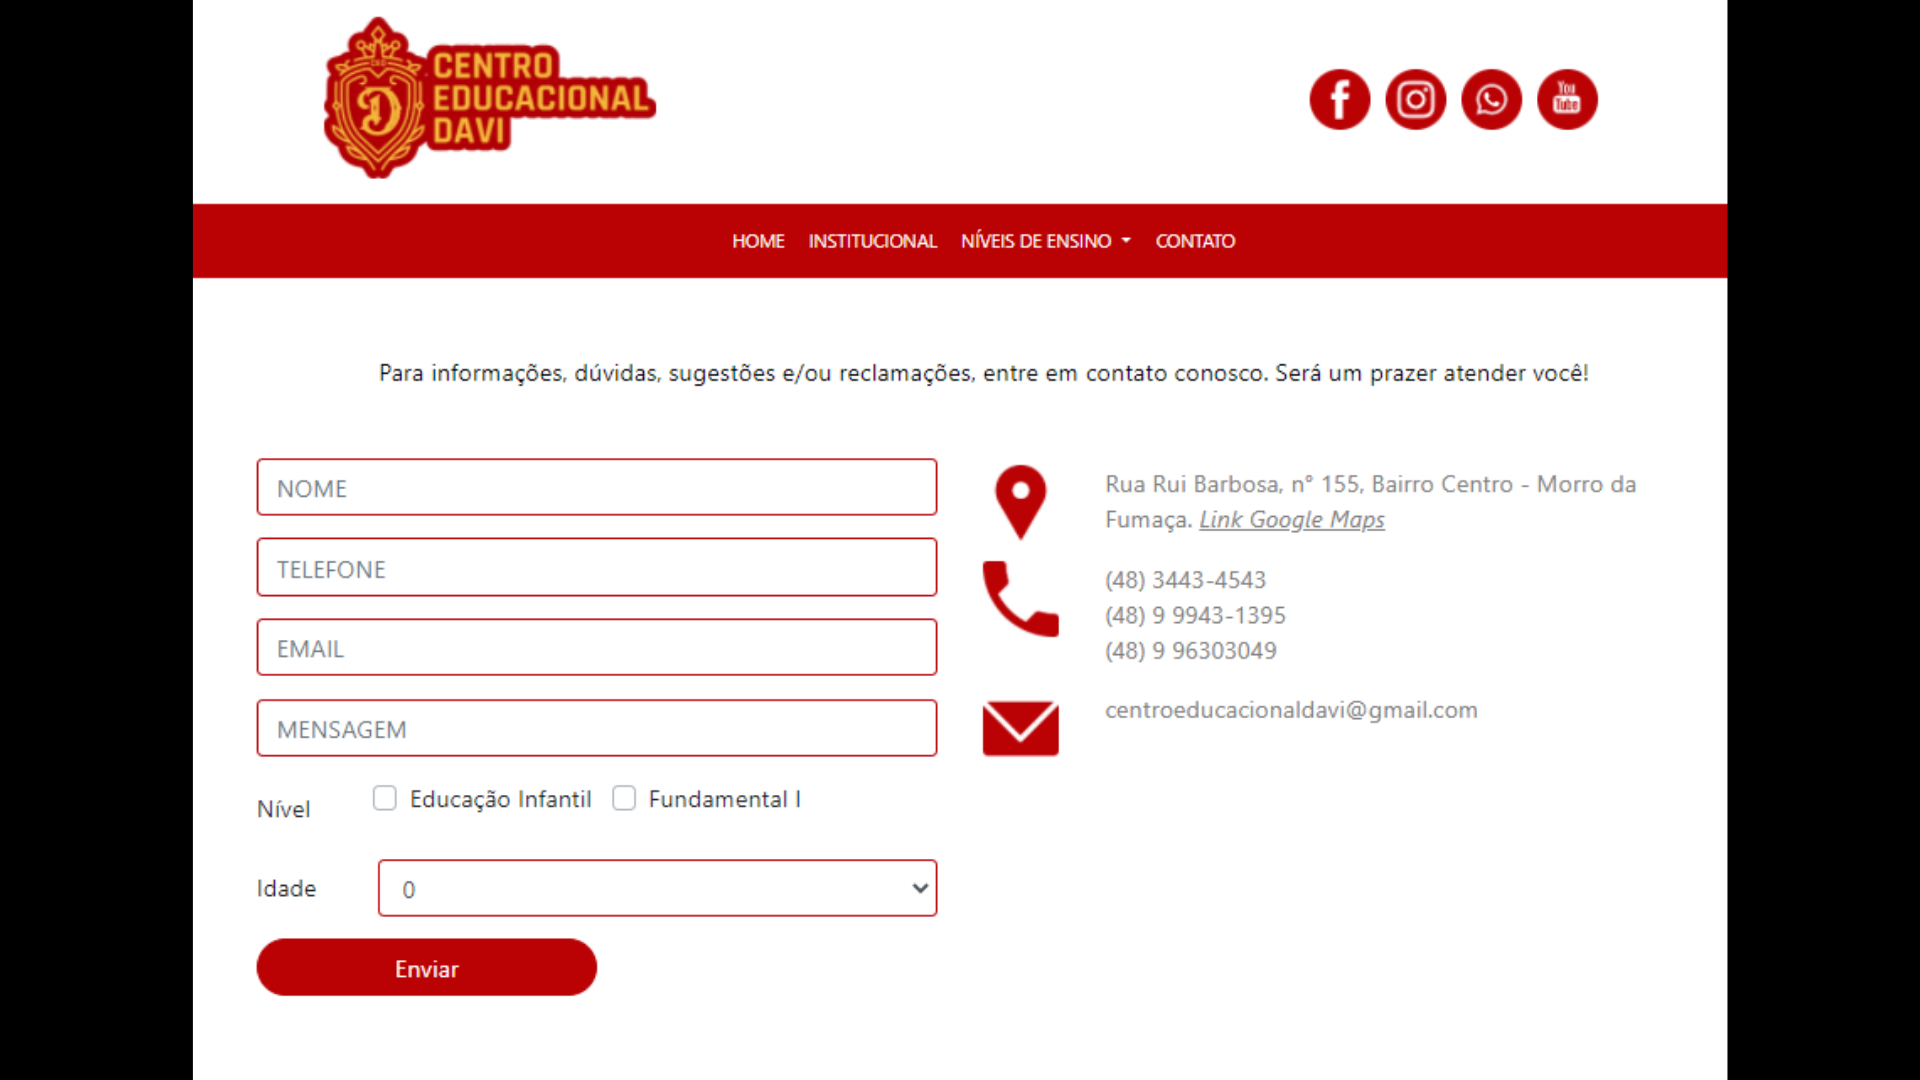 CENTRO
EDUCACIONAL
DAVI
You
Tube
HOME INSTITUCIONAL NÍVEIS DE ENSINO CONTATO
Para informações, dúvidas, sugestões e/ou reclamações, entre em contato conosco. Será um prazer atender você!
NOME
TELEFONE
EMAIL
MENSAGEM
Nível Educação Infantil Fundamental I
Idade 0
Enviar
Rua Rui Barbosa, n° 155, Bairro Centro - Morro da
Fumaça. Link Google Maps
(48) 3443-4543
(48) 9 9943-1395
(48) 9 96303049
centroeducacionaldavi@gmail.com